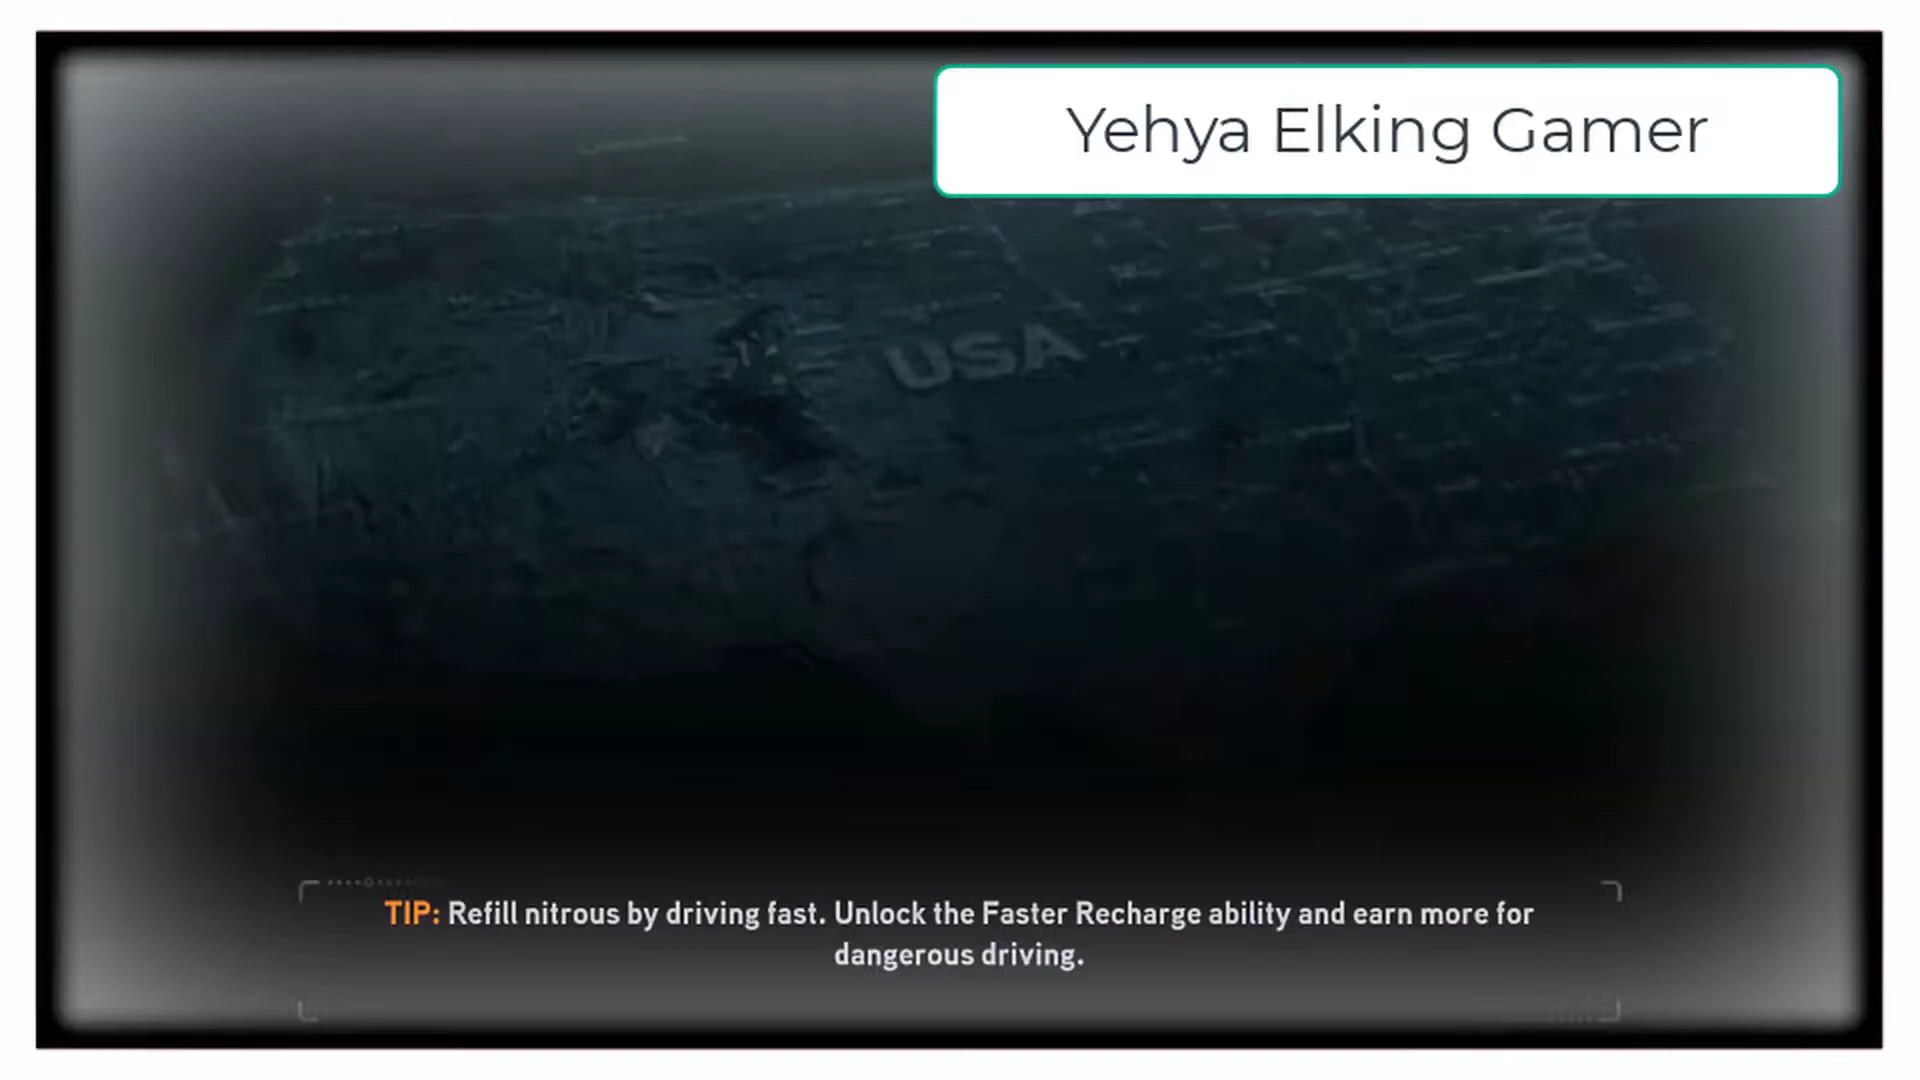 Yehya Elking Gamer
USA
TIP: Refill nitrous by driving fast. Unlock the Faster Recharge ability and earn more for
dangerous driving.